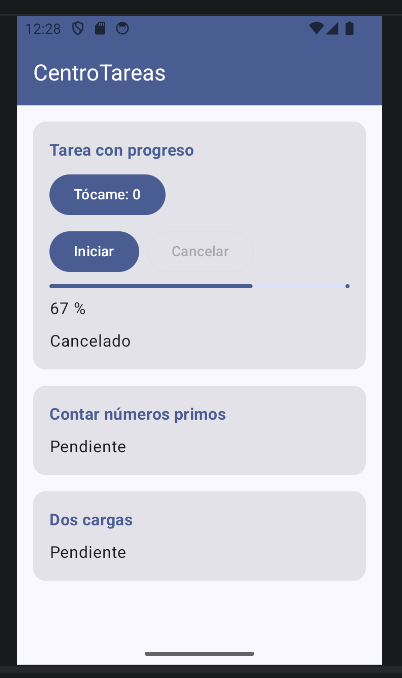 12:28
CentroTareas
Tarea con progreso
Tócame: 0
Iniciar Cancelar
67 %
Cancelado
Contar números primos
Pendiente
Dos cargas
Pendiente